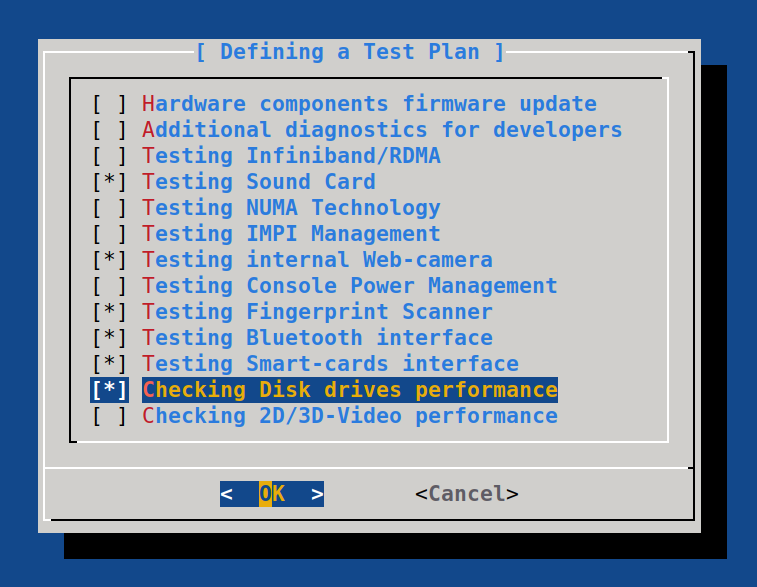 [ Defining a Test Plan ]
[ ] Hardware components firmware update
[ ] Additional diagnostics for developers
[ ] Testing Infiniband/RDMA
[*] Testing Sound Card
[ ] Testing NUMA Technology
[ ] Testing IMPI Management
[*] Testing internal Web-camera
[ ] Testing Console Power Management
[*] Testing Fingerprint Scanner
[*] Testing Bluetooth interface
[*] Testing Smart-cards interface
[*] Checking Disk drives performance
[ ] Checking 2D/3D-Video performance
<  OK  > <Cancel>